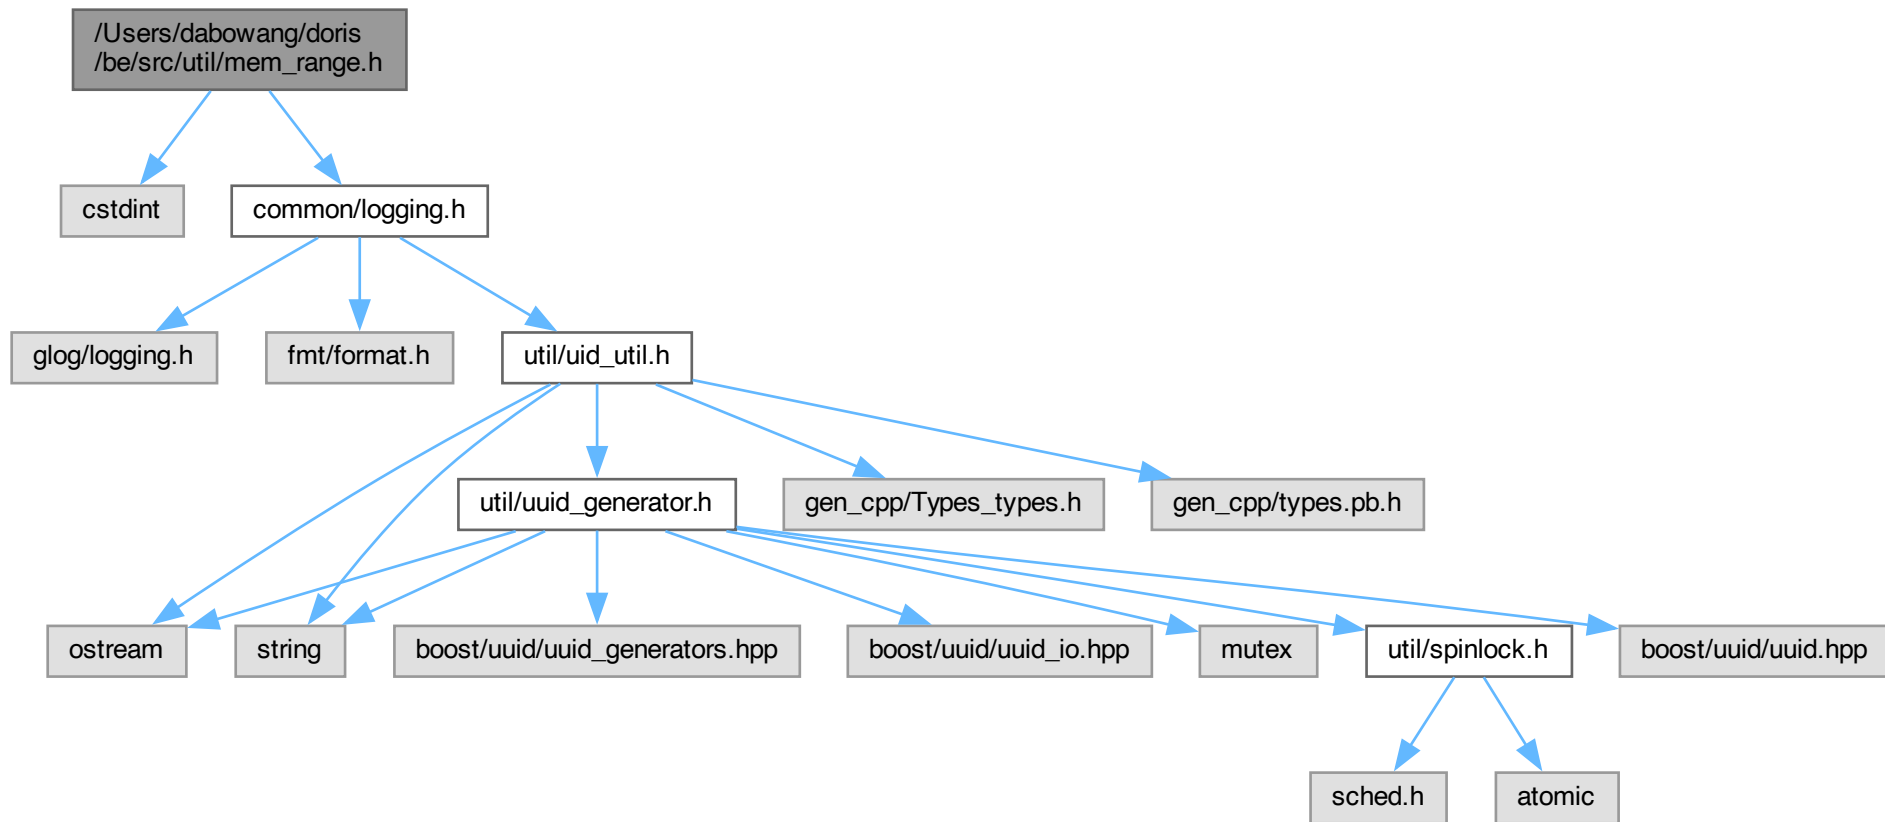 /Users/dabowang/doris
/be/src/util/mem_range.h
cstdint
common/logging.h
glog/logging.h
fmt/format.h
util/uid_util.h
util/uuid_generator.h
gen_cpp/Types_types.h
gen_cpp/types.pb.h
ostream
string
boost/uuid/uuid_generators.hpp
boost/uuid/uuid_io.hpp
mutex
util/spinlock.h
boost/uuid/uuid.hpp
sched.h
atomic